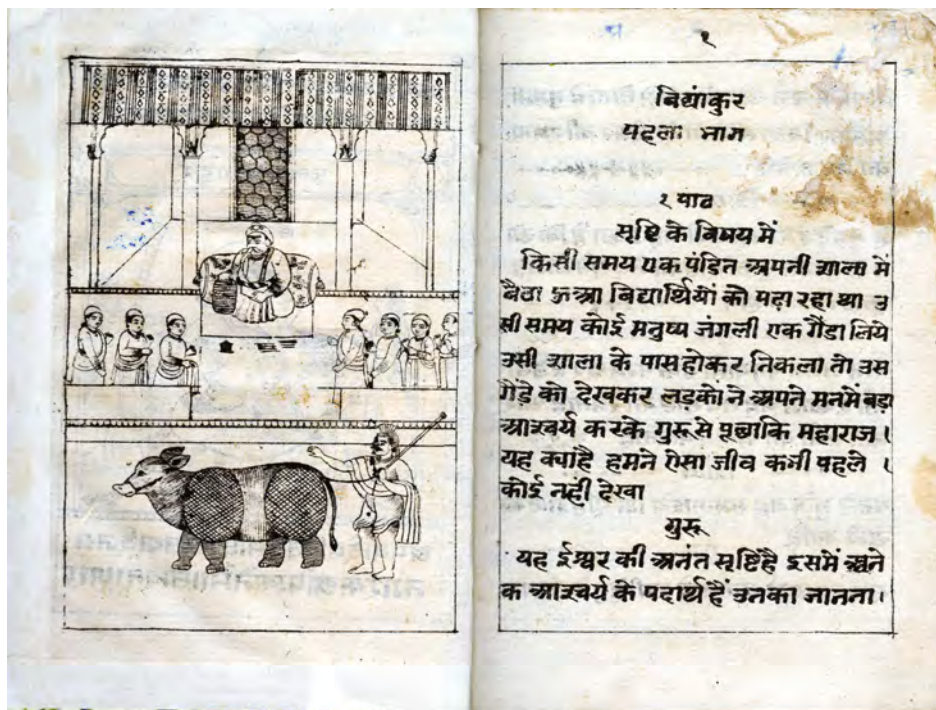 १
विद्यांकुर
पहला भाग
१ पाठ
सृष्टि के विषय में
किसी समय एक पंडित अपनी शाला में
बैठा ऊआ बिद्यार्थियों को पढ़ा रहा था उ
सी समय कोई मनुष्य जंगली एक गैंडा लिये
उसी शाला के पास होकर निकला तो उस
गैंड़े को देखकर लड़कों ने अपने मन में बड़ा
आश्चर्य करके गुरू से पूछा कि महाराज ।
यह क्या है हमने ऐसा जीव कभी पहले ।
कोई नहीं देखा
गुरू
यह ईश्वर की अनंत सृष्टि है इसमें अने
क आश्चर्य के पदार्थ हैं उनका जानना ।